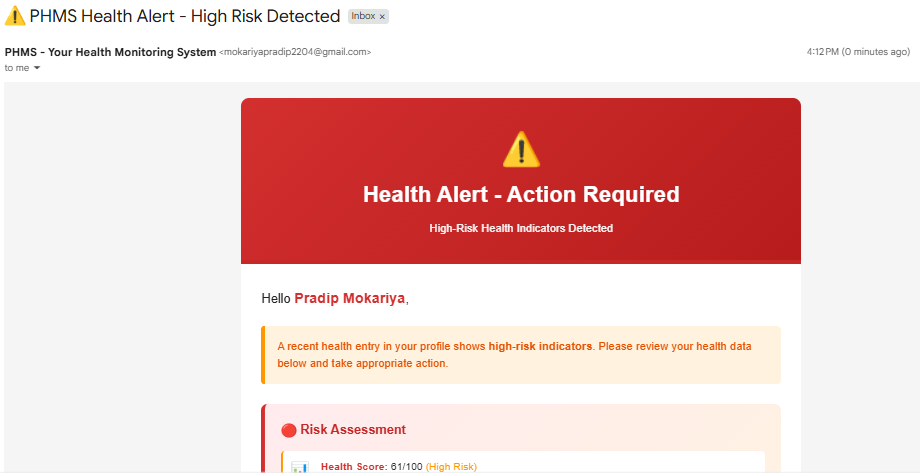 ⚠️ PHMS Health Alert - High Risk Detected Inbox ×
PHMS - Your Health Monitoring System <mokariyapradip2204@gmail.com> 4:12 PM (0 minutes ago)
to me
Health Alert - Action Required
High-Risk Health Indicators Detected
Hello Pradip Mokariya,
A recent health entry in your profile shows high-risk indicators. Please review your health data
below and take appropriate action.
Risk Assessment
Health Score: 61/100 (High Risk)